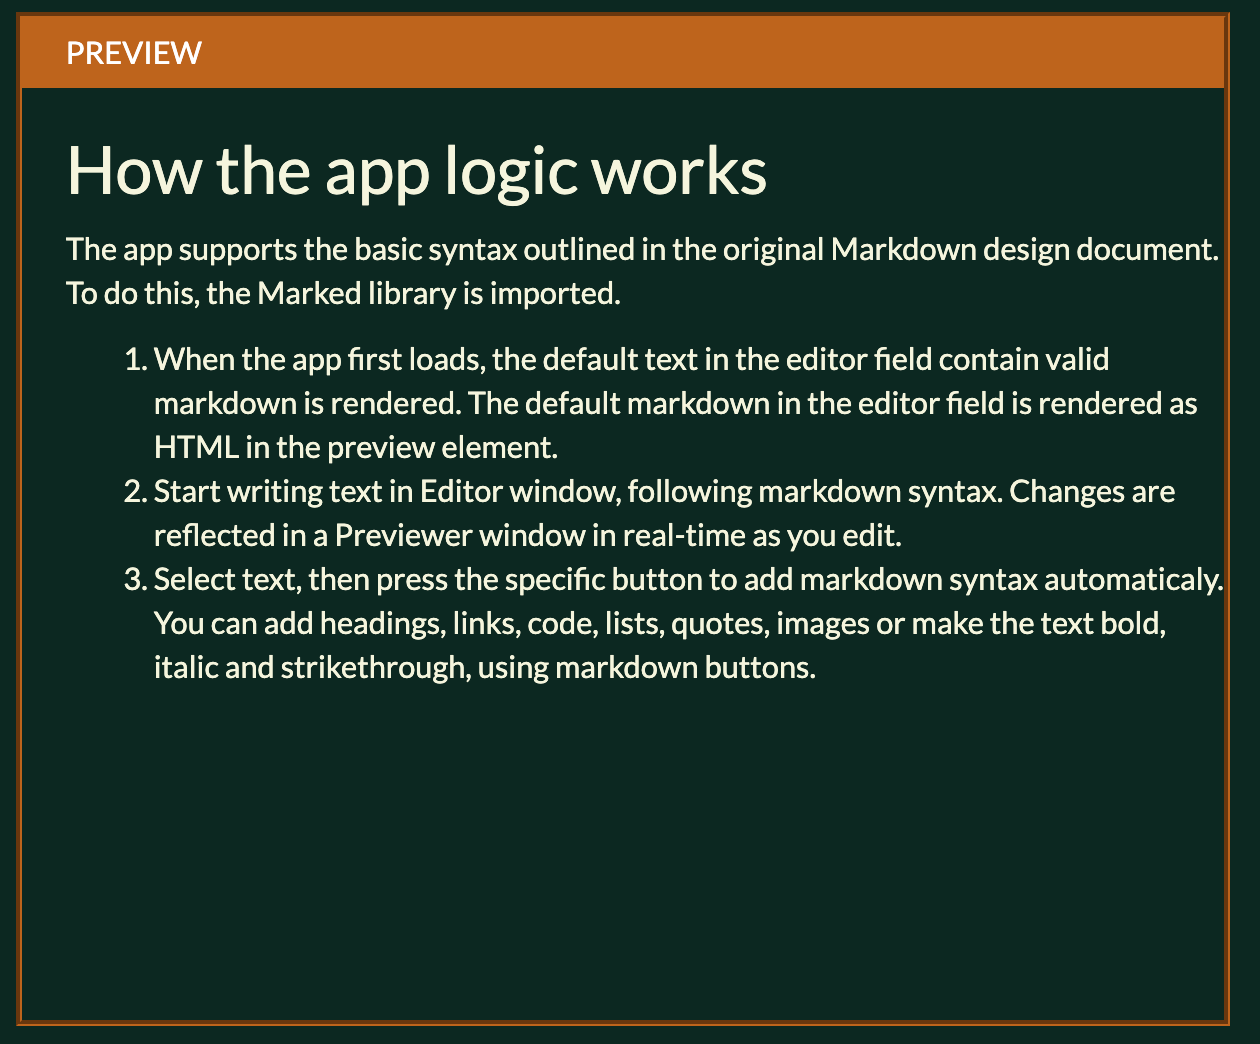 PREVIEW
How the app logic works
The app supports the basic syntax outlined in the original Markdown design document.
To do this, the Marked library is imported.
1. When the app first loads, the default text in the editor field contain valid
markdown is rendered. The default markdown in the editor field is rendered as
HTML in the preview element.
2. Start writing text in Editor window, following markdown syntax. Changes are
reflected in a Previewer window in real-time as you edit.
3. Select text, then press the specific button to add markdown syntax automaticaly.
You can add headings, links, code, lists, quotes, images or make the text bold,
italic and strikethrough, using markdown buttons.